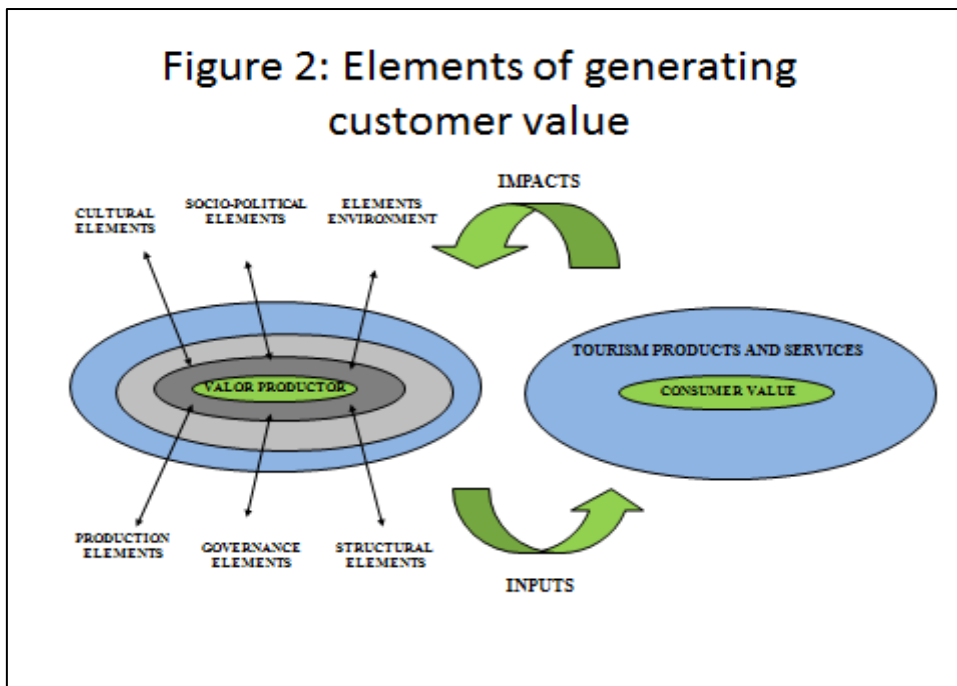 Figure 2: Elements of generating
customer value
IMPACTS
SOCIO-POLITICAL
ELEMENTS
ELEMENTS
ENVIRONMENT
CULTURAL
ELEMENTS
TOURISM PRODUCTS AND SERVICES
VALOR PRODUCTOR
CONSUMER VALUE
PRODUCTION
ELEMENTS
GOVERNANCE
ELEMENTS
STRUCTURAL
ELEMENTS
INPUTS